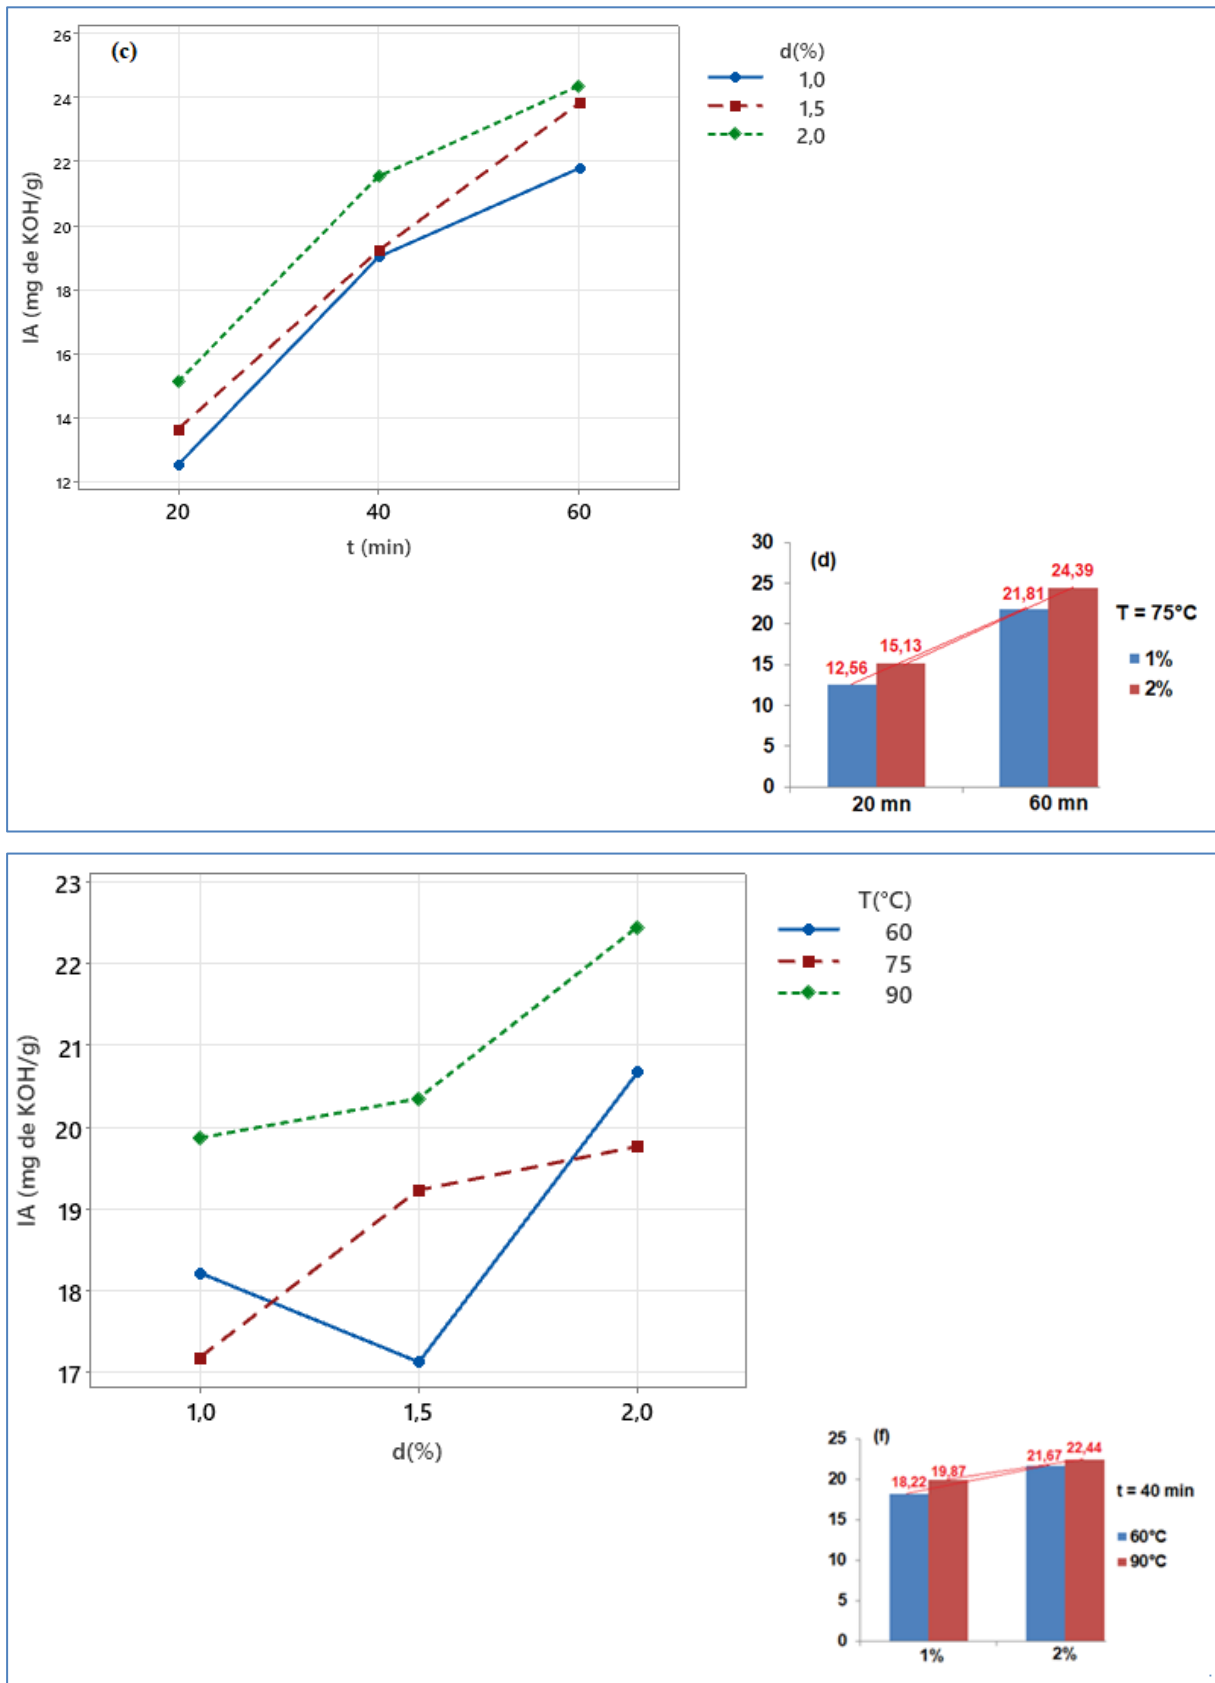 (c)
26
24
22
20
18
16
14
12
IA (mg de KOH/g)
20 40 60
t (min)
d(%)
1,0
1,5
2,0
(d)
30
25
20
15
10
5
0
12,56
15,13
21,81
24,39
20 mn 60 mn
T = 75°C
1%
2%
23
22
21
20
19
18
17
IA (mg de KOH/g)
1,0 1,5 2,0
d(%)
T(°C)
60
75
90
(f)
25
20
15
10
5
0
18,22
19,87
21,67
22,44
1% 2%
t = 40 min
60°C
90°C